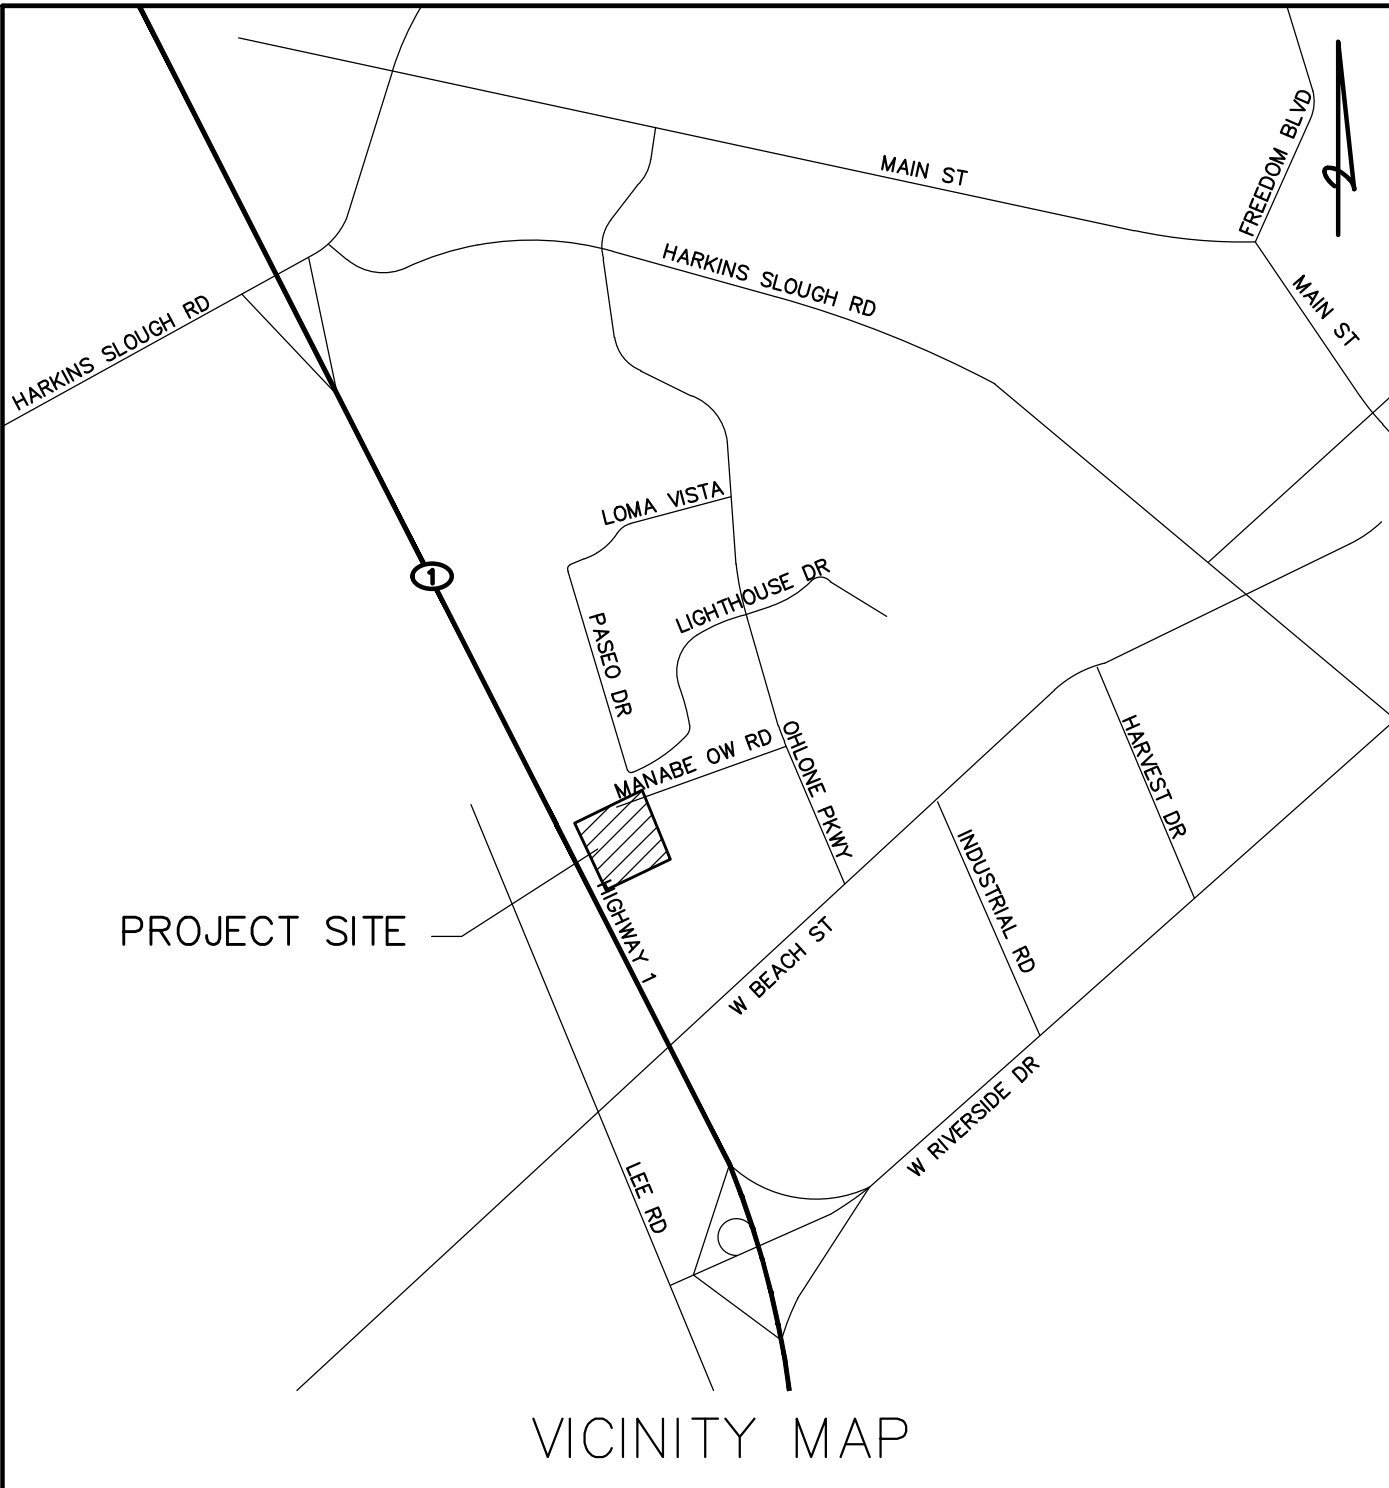 MAIN ST
FREEDOM BLVD
HARKINS SLOUGH RD
MAIN ST
HARKINS SLOUGH RD
LOMA VISTA
1
LIGHTHOUSE DR
PASEO DR
MANABE OW RD
OHLONE PKWY
HARVEST DR
INDUSTRIAL RD
PROJECT SITE
HIGHWAY 1
W BEACH ST
W RIVERSIDE DR
LEE RD
VICINITY MAP